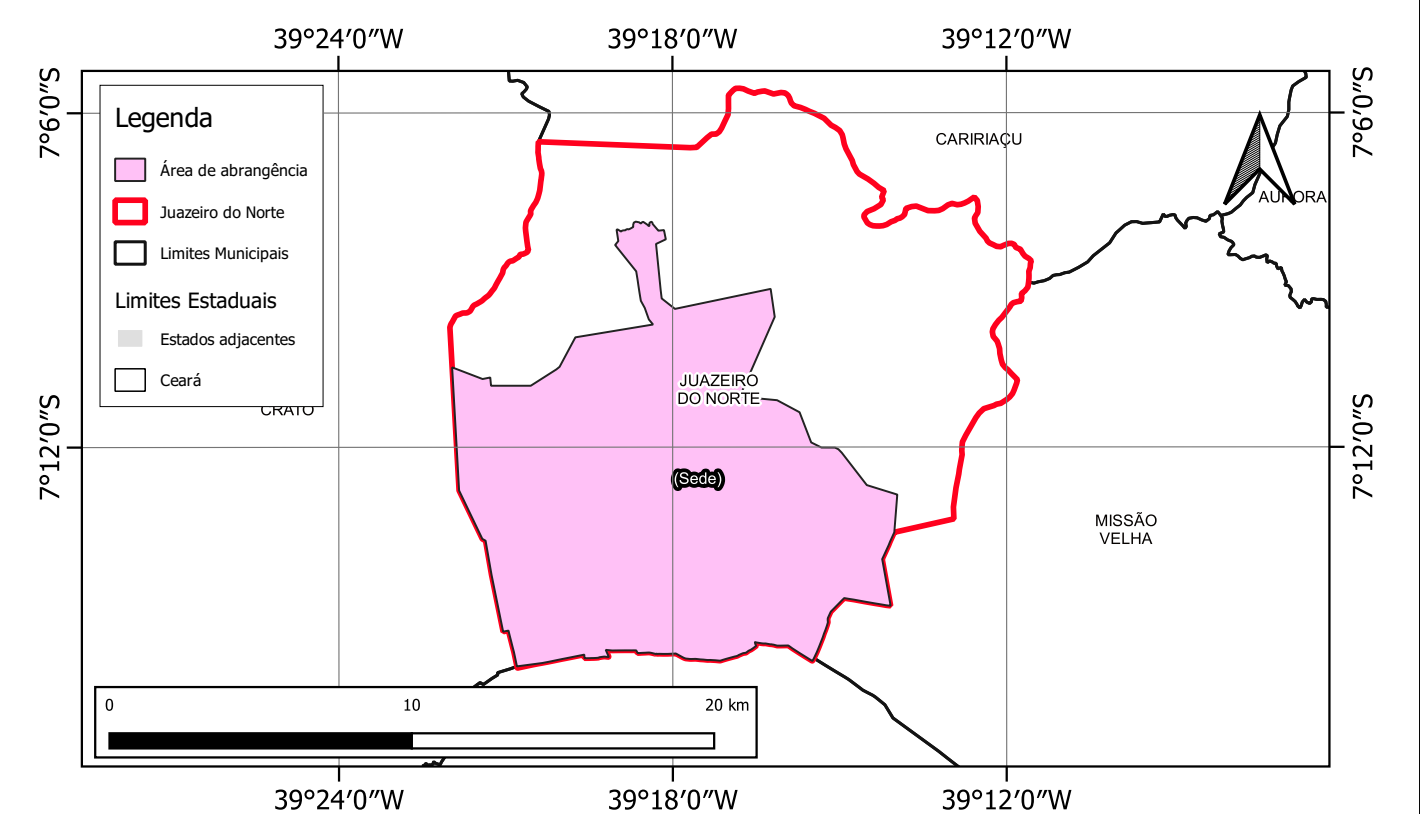 39°24′0″W
39°18′0″W
39°12′0″W
7°6′0″S
7°6′0″S
Legenda
Área de abrangência
Juazeiro do Norte
Limites Municipais
Limites Estaduais
Estados adjacentes
Ceará
CARIRIAÇU
AURORA
JUAZEIRO
DO NORTE
CRATO
7°12′0″S
7°12′0″S
(Sede)
MISSÃO
VELHA
0
10
20 km
39°24′0″W
39°18′0″W
39°12′0″W